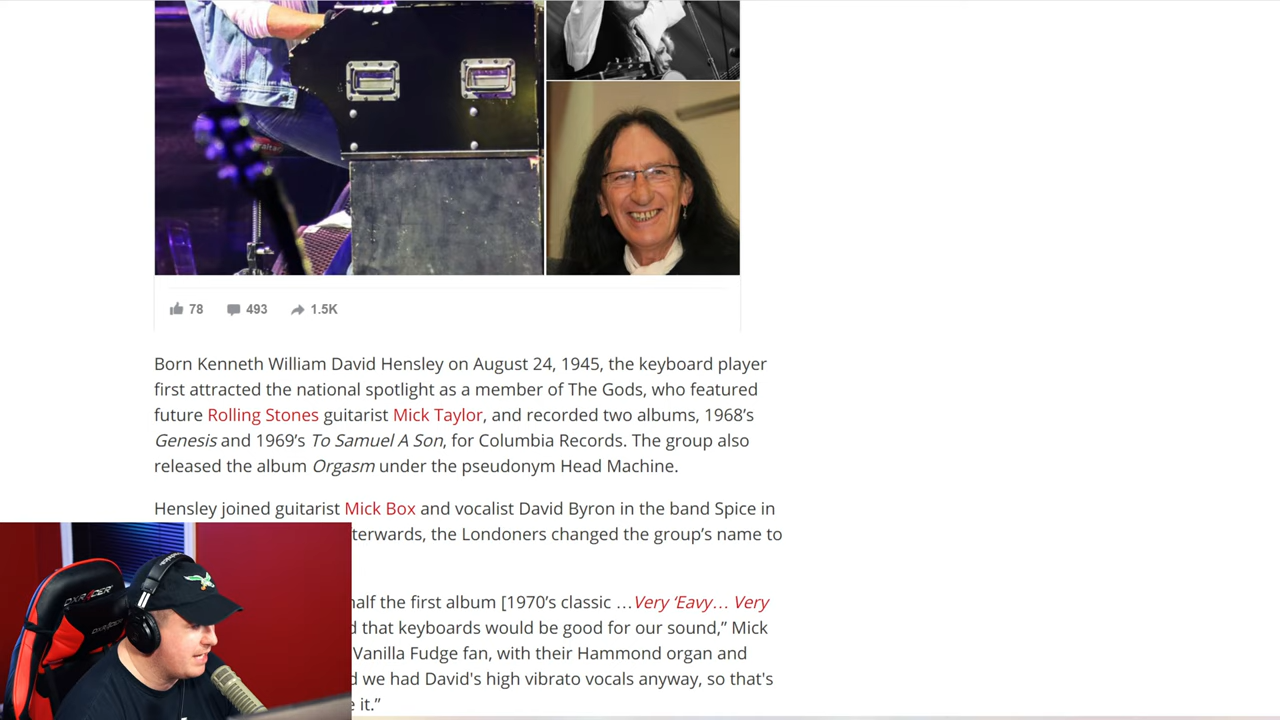 78 493 1.5K
Born Kenneth William David Hensley on August 24, 1945, the keyboard player
first attracted the national spotlight as a member of The Gods, who featured
future Rolling Stones guitarist Mick Taylor, and recorded two albums, 1968’s
Genesis and 1969’s To Samuel A Son, for Columbia Records. The group also
released the album Orgasm under the pseudonym Head Machine.
Hensley joined guitarist Mick Box and vocalist David Byron in the band Spice in
the Londoners changed the group’s name to
the first album [1970’s classic …Very ‘Eavy… Very
that keyboards would be good for our sound,” Mick
Vanilla Fudge fan, with their Hammond organ and
we had David's high vibrato vocals anyway, so that's
it.”
DXRACER